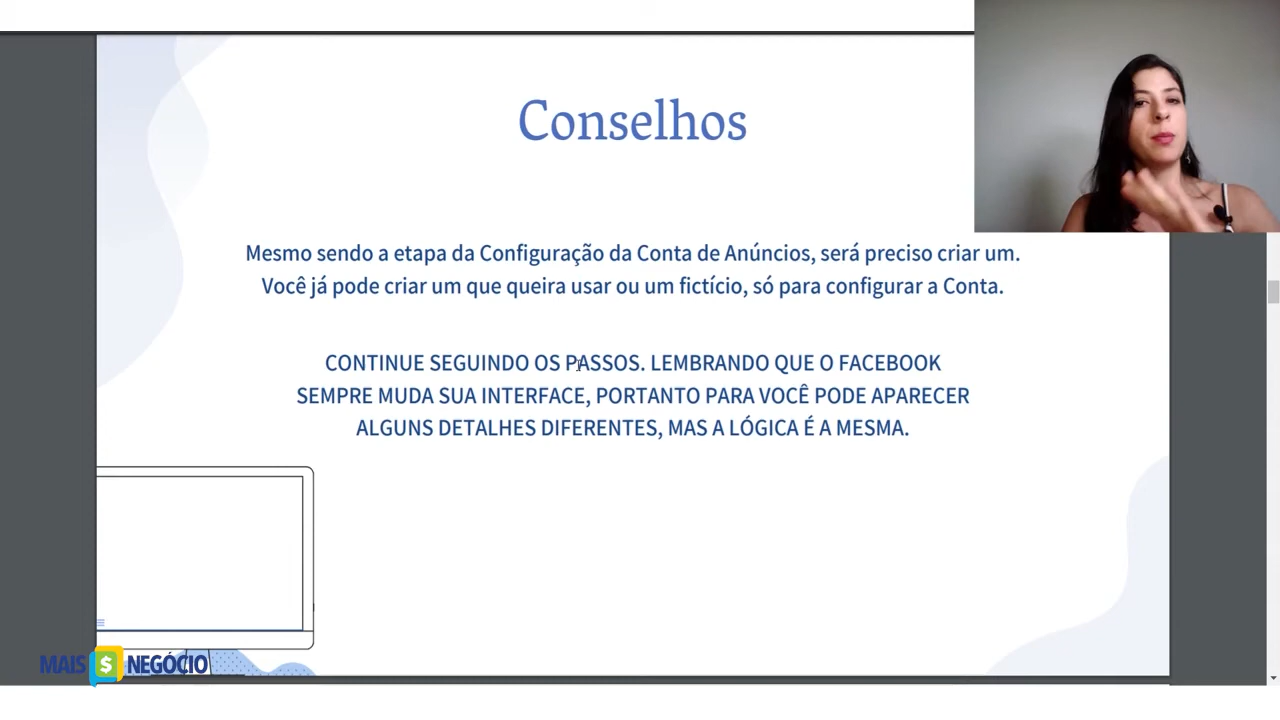 Conselhos
Mesmo sendo a etapa da Configuração da Conta de Anúncios, será preciso criar um.
Você já pode criar um que queira usar ou um fictício, só para configurar a Conta.
CONTINUE SEGUINDO OS PASSOS. LEMBRANDO QUE O FACEBOOK
SEMPRE MUDA SUA INTERFACE, PORTANTO PARA VOCÊ PODE APARECER
ALGUNS DETALHES DIFERENTES, MAS A LÓGICA É A MESMA.
MAIS $ NEGÓCIO